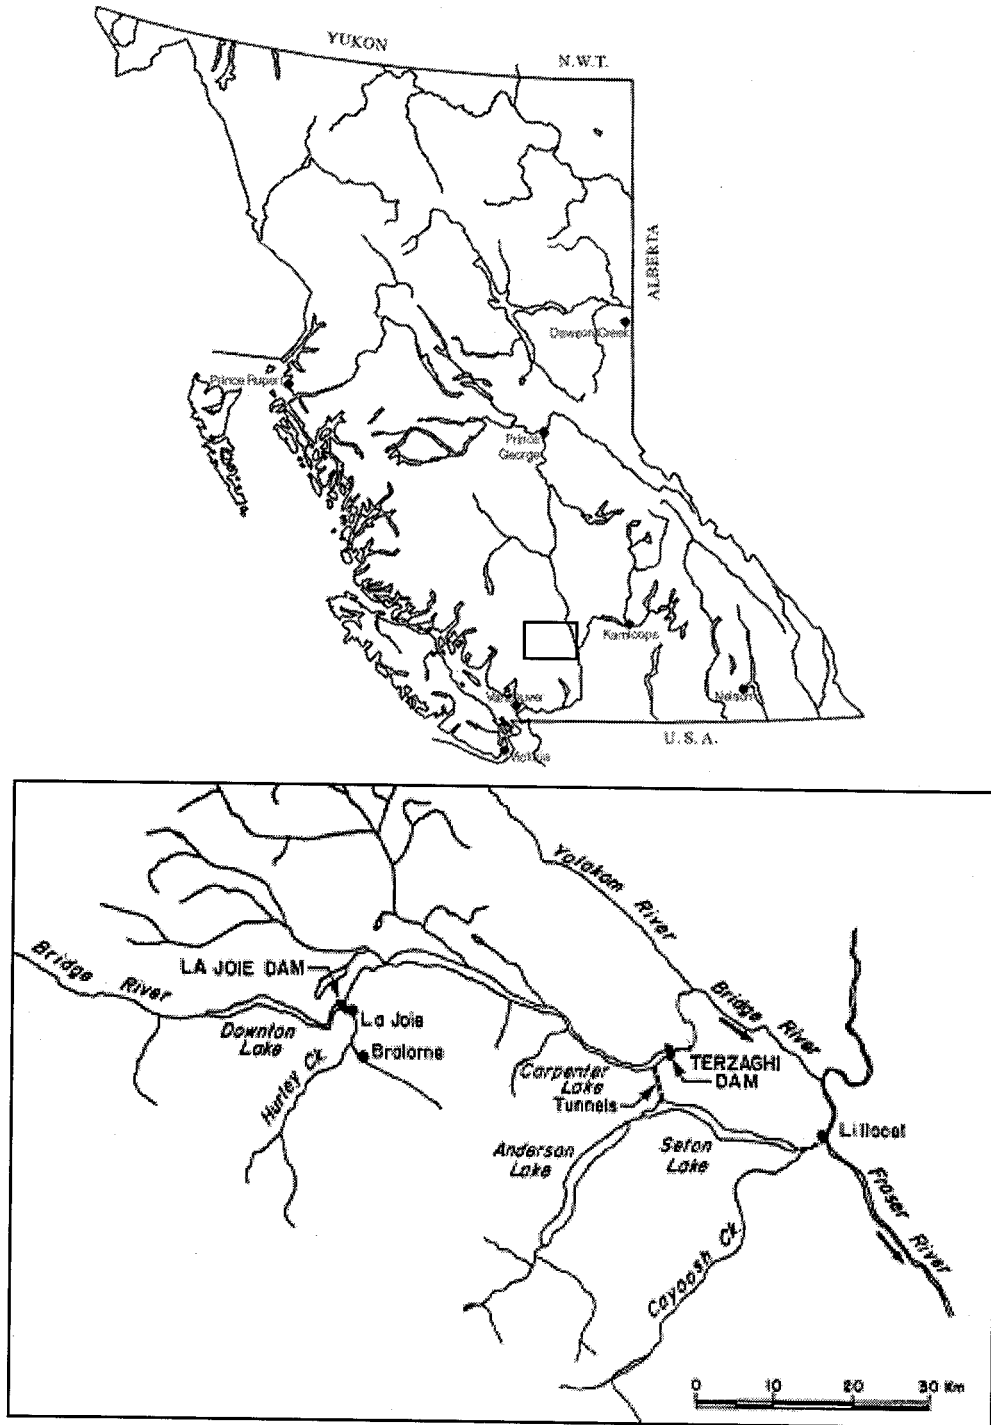 YUKON
N.W.T.
ALBERTA
Dawson Creek
Prince Rupert
Prince
George
Kamloops
Vancouver
Nelson
U.S.A.
Victoria
Yalakom River
Bridge River
LA JOIE DAM
Bridge River
La Joie
Downton
Lake
Bralorne
TERZAGHI
DAM
Carpenter
Lake
Tunnels
Hurley Ck.
Lillooet
Anderson
Lake
Seton
Lake
Fraser River
Cayoosh Ck.
0 10 20 30 Km